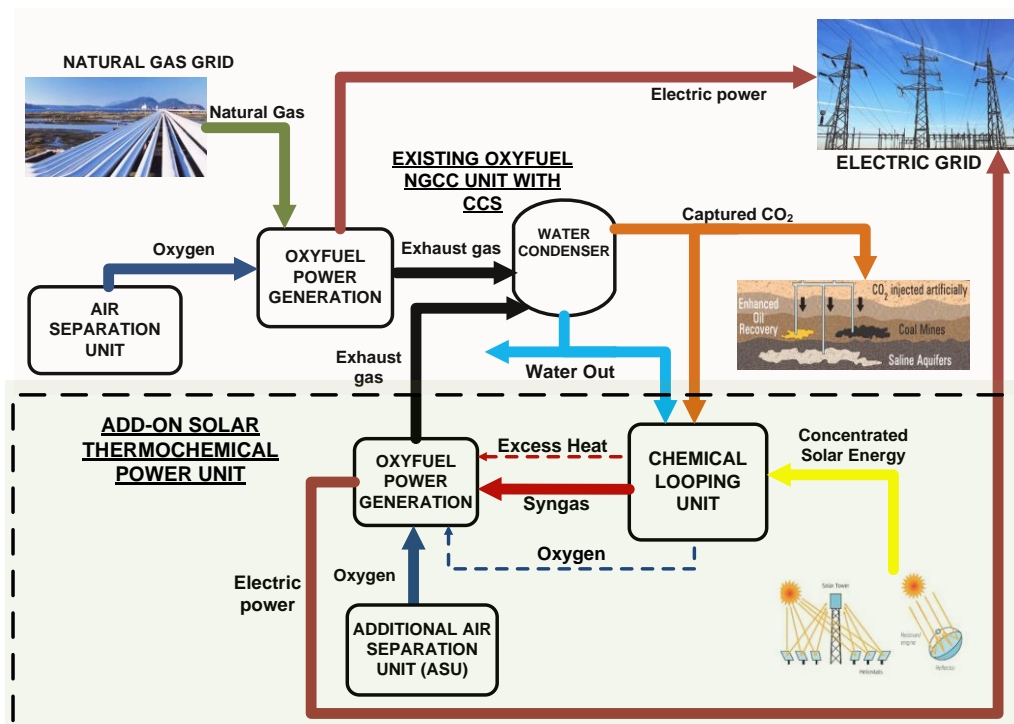 NATURAL GAS GRID
Natural Gas
Electric power
ELECTRIC GRID
EXISTING OXYFUEL
NGCC UNIT WITH
CCS
Captured CO₂
WATER
CONDENSER
Oxygen
OXYFUEL
POWER
GENERATION
Exhaust gas
AIR
SEPARATION
UNIT
CO₂ injected artificially
Enhanced
Oil
Recovery
Coal Mines
Saline Aquifers
Exhaust
gas
Water Out
ADD-ON SOLAR
THERMOCHEMICAL
POWER UNIT
OXYFUEL
POWER
GENERATION
Excess Heat
Syngas
CHEMICAL
LOOPING
UNIT
Concentrated
Solar Energy
Oxygen
Electric
power
Oxygen
ADDITIONAL AIR
SEPARATION
UNIT (ASU)
Solar Tower
Heliostats
engine
Reflector